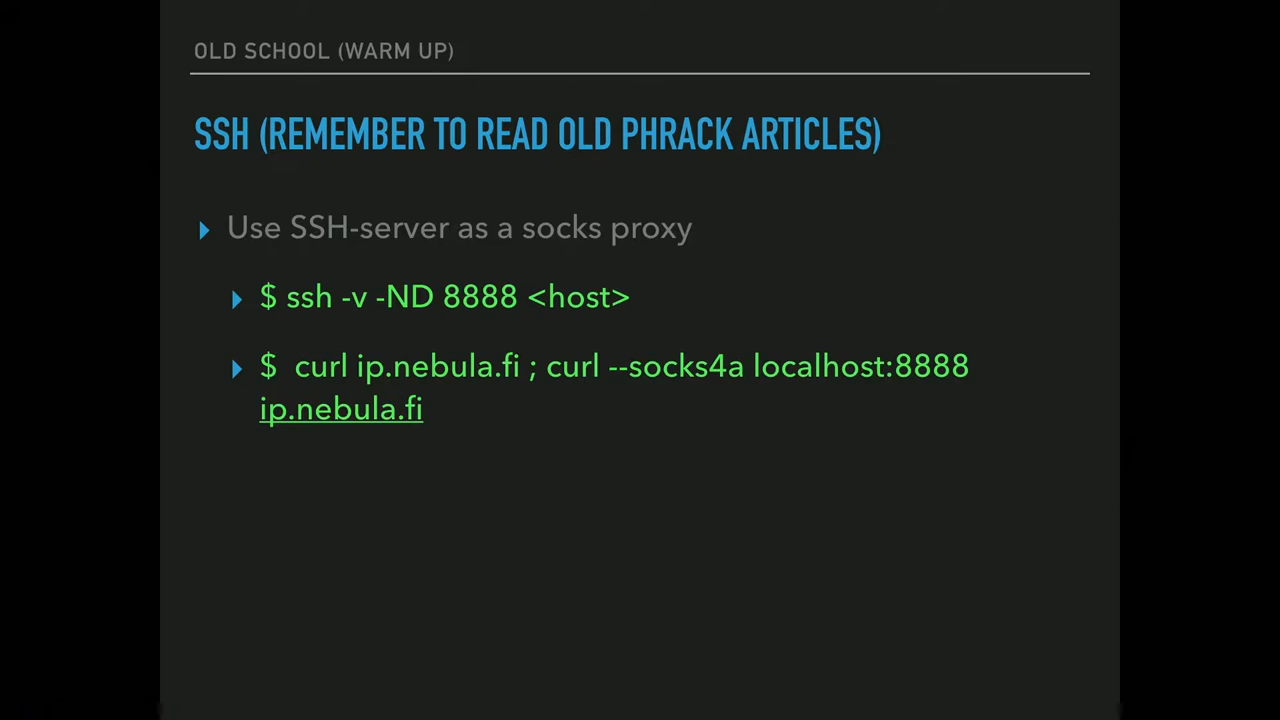 OLD SCHOOL (WARM UP)
SSH (REMEMBER TO READ OLD PHRACK ARTICLES)
Use SSH-server as a socks proxy
$ ssh -v -ND 8888 <host>
$ curl ip.nebula.fi ; curl --socks4a localhost:8888
ip.nebula.fi